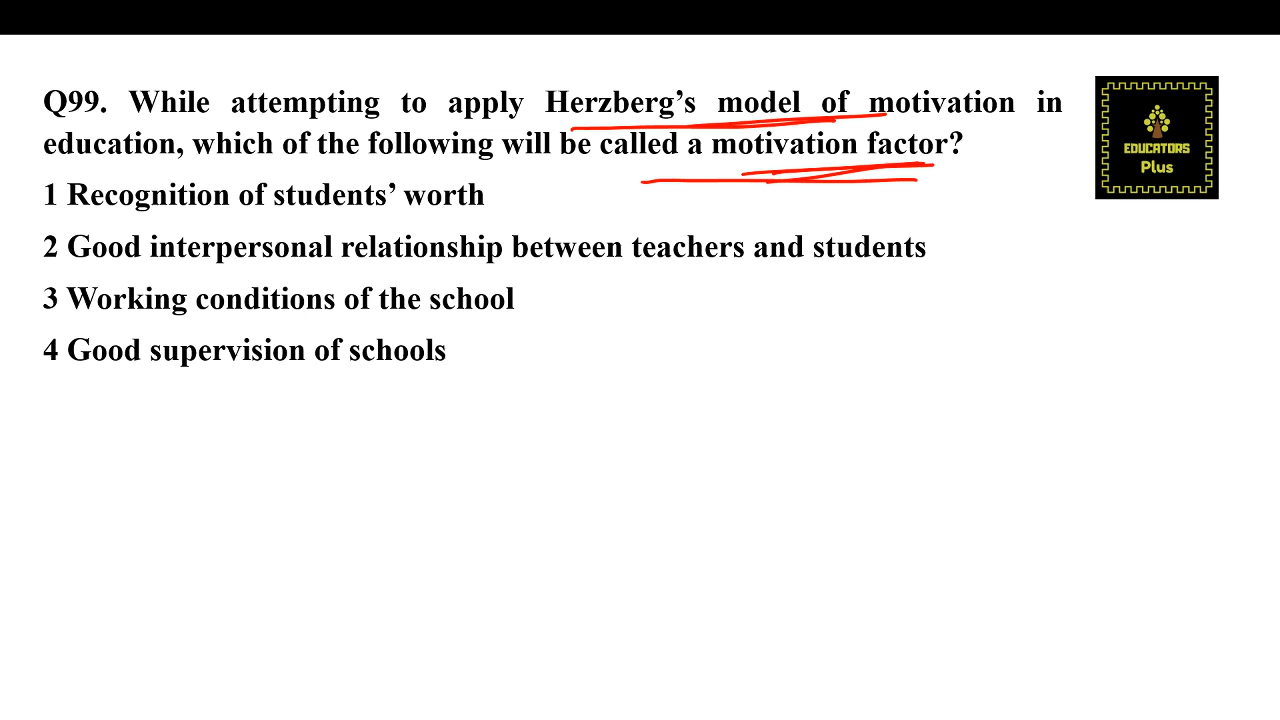 Q99. While attempting to apply Herzberg’s model of motivation in
education, which of the following will be called a motivation factor?
1 Recognition of students’ worth
2 Good interpersonal relationship between teachers and students
3 Working conditions of the school
4 Good supervision of schools
EDUCATORS
Plus